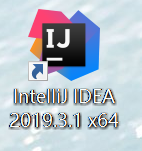 IJ
IntelliJ IDEA
2019.3.1 x64